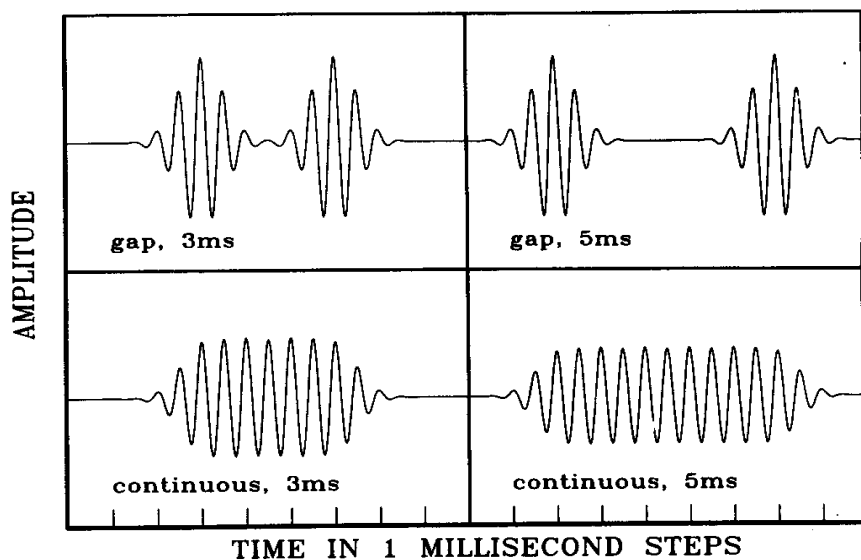 gap, 3ms
gap, 5ms
AMPLITUDE
continuous, 3ms
continuous, 5ms
TIME IN 1 MILLISECOND STEPS